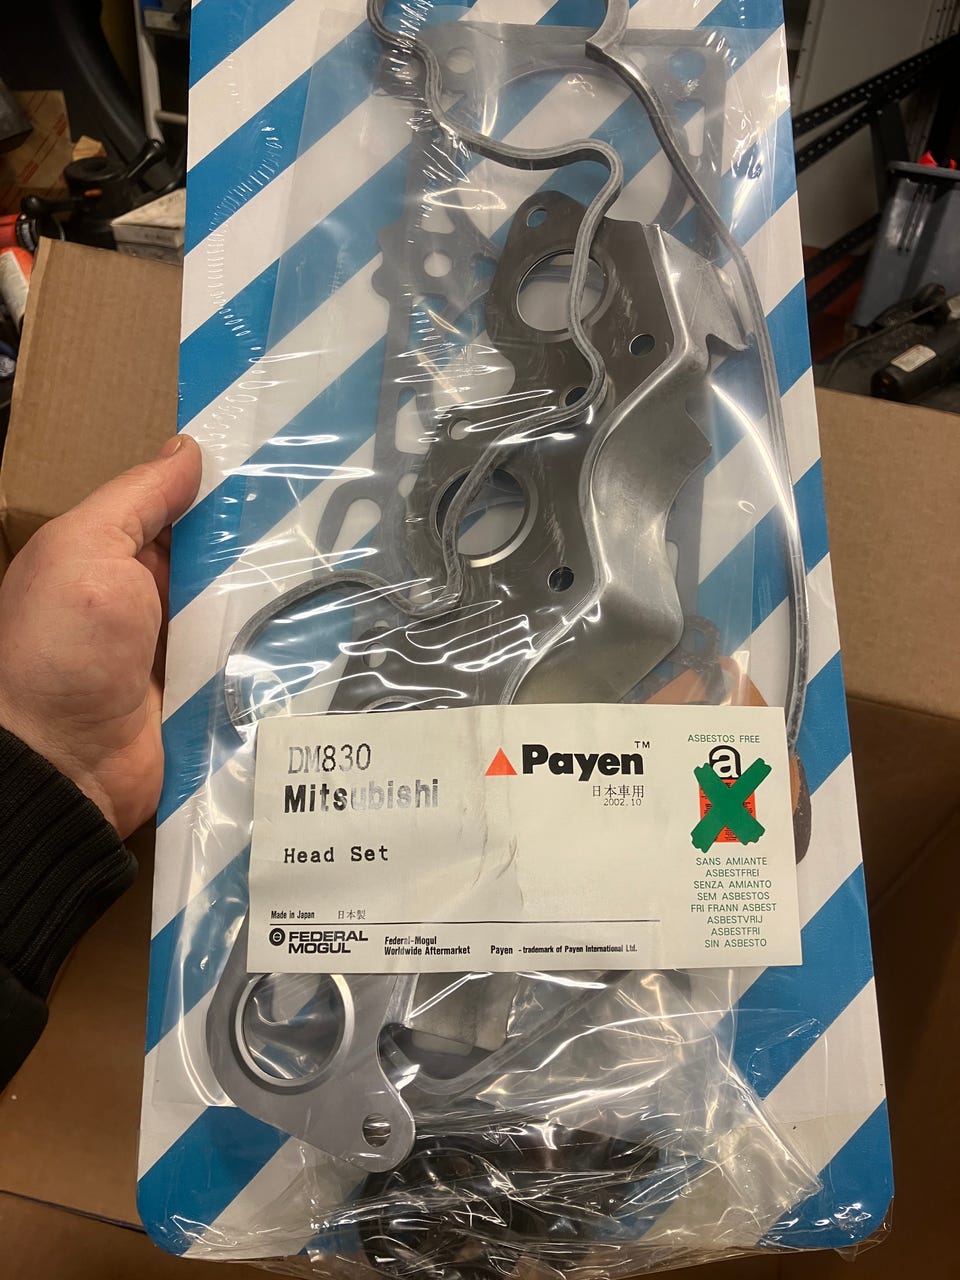 DM830
Mitsubishi
Head Set
Payen™
日本車用
2002.10
ASBESTOS FREE
a
SANS AMIANTE
ASBESTFREI
SENZA AMIANTO
SEM ASBESTOS
FRI FRANN ASBEST
ASBESTVRIJ
ASBESTFRI
SIN ASBESTO
Made in Japan 日本製
FEDERAL
MOGUL
Federal-Mogul
Worldwide Aftermarket
Payen - trademark of Payen International Ltd.